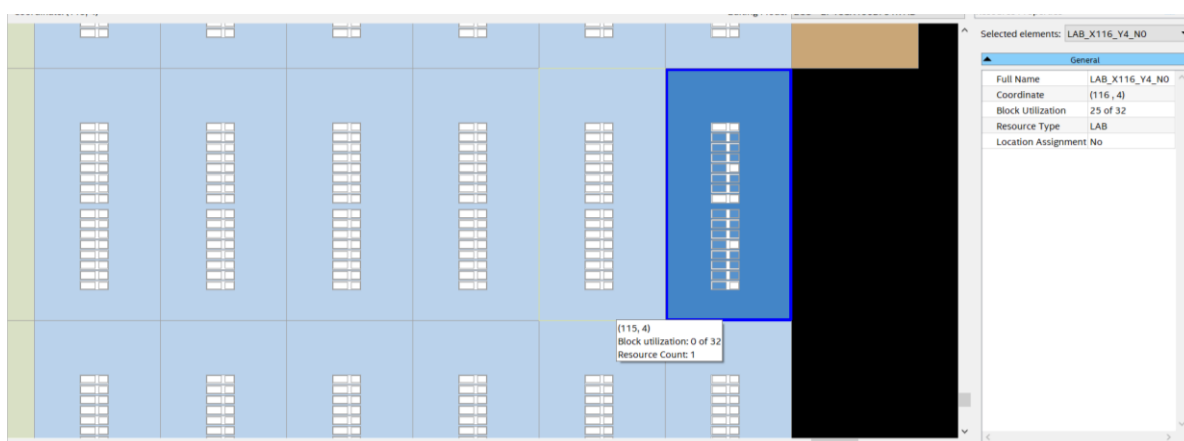 Selected elements: LAB_X116_Y4_N0
General
Full Name LAB_X116_Y4_N0
Coordinate (116 , 4)
Block Utilization 25 of 32
Resource Type LAB
Location Assignment No
(115, 4)
Block utilization: 0 of 32
Resource Count: 1